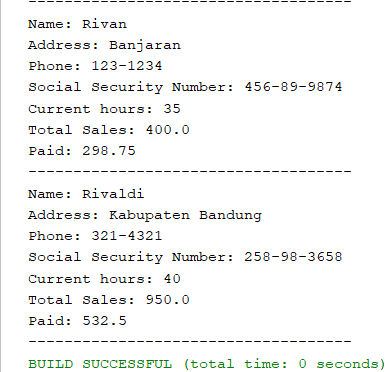 ------------------------------------
Name: Rivan
Address: Banjaran
Phone: 123-1234
Social Security Number: 456-89-9874
Current hours: 35
Total Sales: 400.0
Paid: 298.75
------------------------------------
Name: Rivaldi
Address: Kabupaten Bandung
Phone: 321-4321
Social Security Number: 258-98-3658
Current hours: 40
Total Sales: 950.0
Paid: 532.5
------------------------------------
BUILD SUCCESSFUL (total time: 0 seconds)